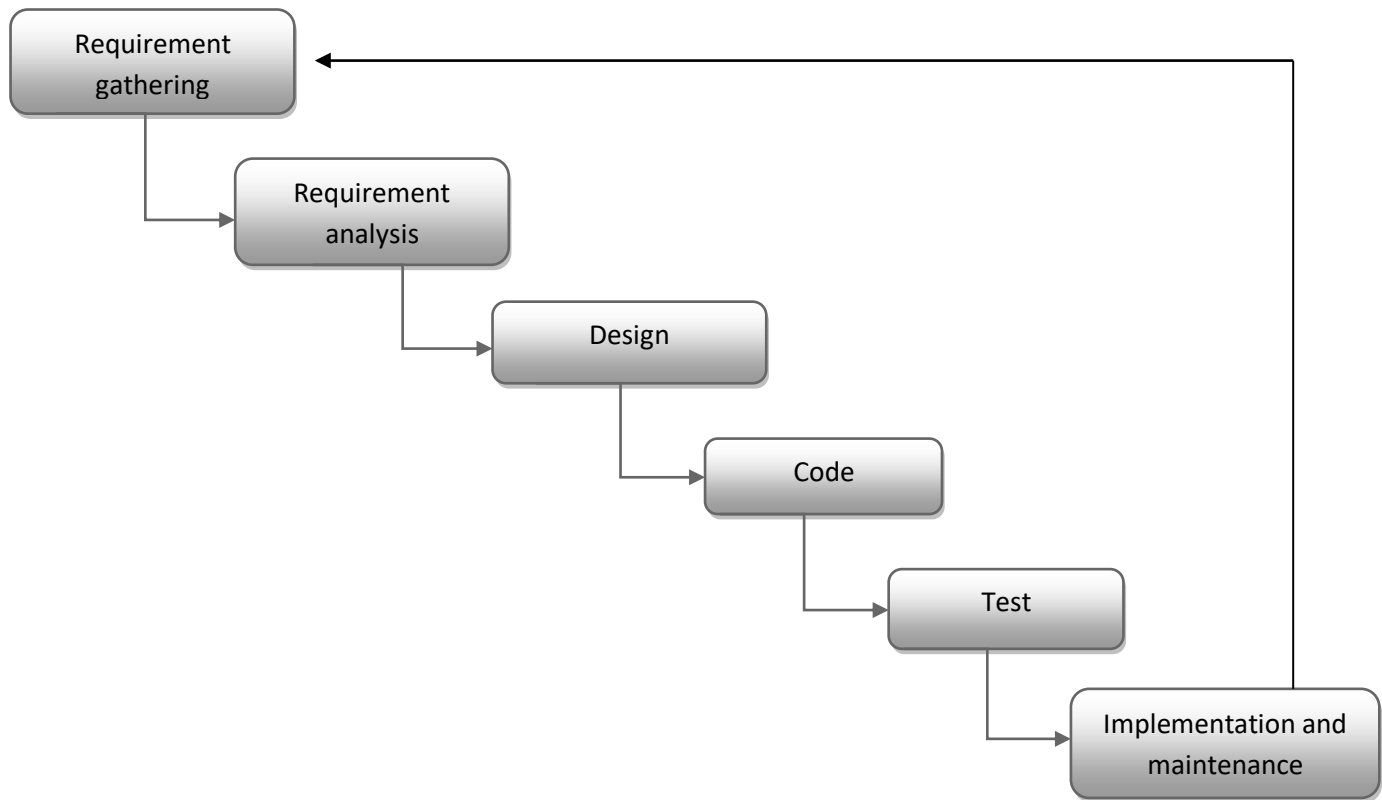 Requirement
gathering
Requirement
analysis
Design
Code
Test
Implementation and
maintenance